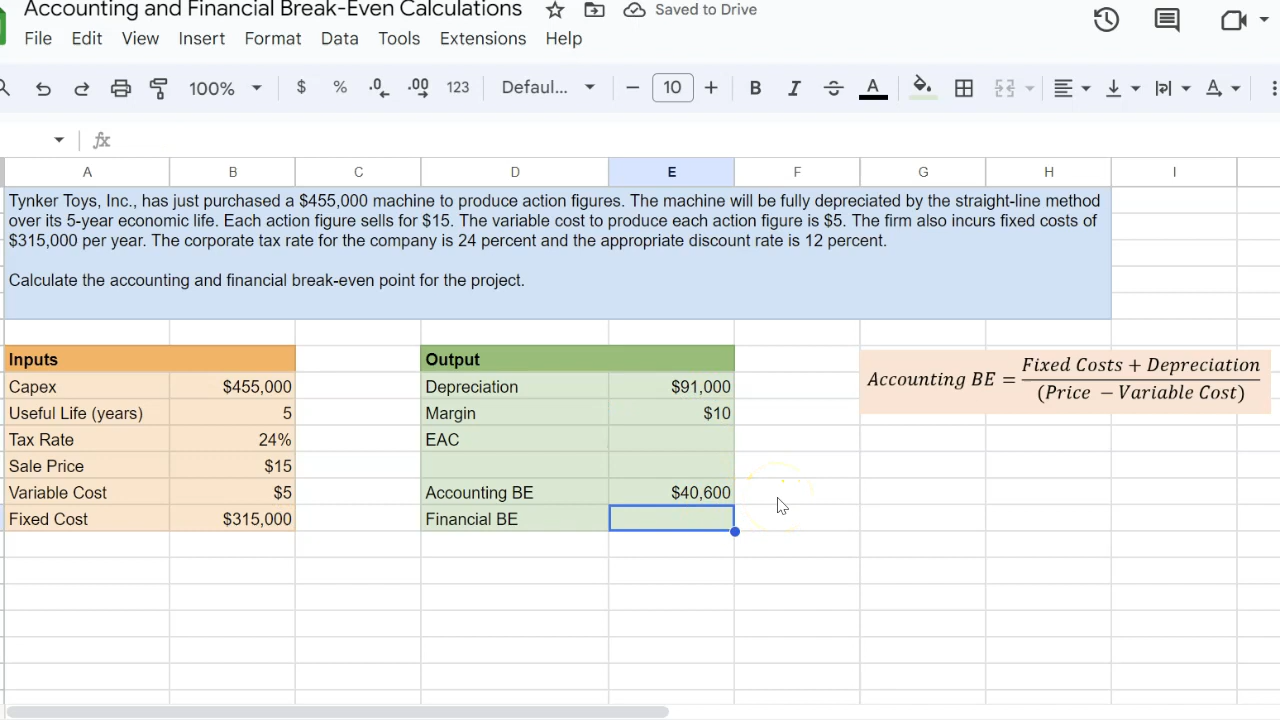 Accounting and Financial Break-Even Calculations
Saved to Drive
File Edit View Insert Format Data Tools Extensions Help
100% $ % .0 .00 123 Defaul... 10 B I S A A
fx
A B C D E F G H I
Tynker Toys, Inc., has just purchased a $455,000 machine to produce action figures. The machine will be fully depreciated by the straight-line method
over its 5-year economic life. Each action figure sells for $15. The variable cost to produce each action figure is $5. The firm also incurs fixed costs of
$315,000 per year. The corporate tax rate for the company is 24 percent and the appropriate discount rate is 12 percent.
Calculate the accounting and financial break-even point for the project.
Inputs
Capex $455,000
Useful Life (years) 5
Tax Rate 24%
Sale Price $15
Variable Cost $5
Fixed Cost $315,000
Output
Depreciation $91,000
Margin $10
EAC
Accounting BE $40,600
Financial BE
Accounting BE = Fixed Costs + Depreciation
(Price − Variable Cost)